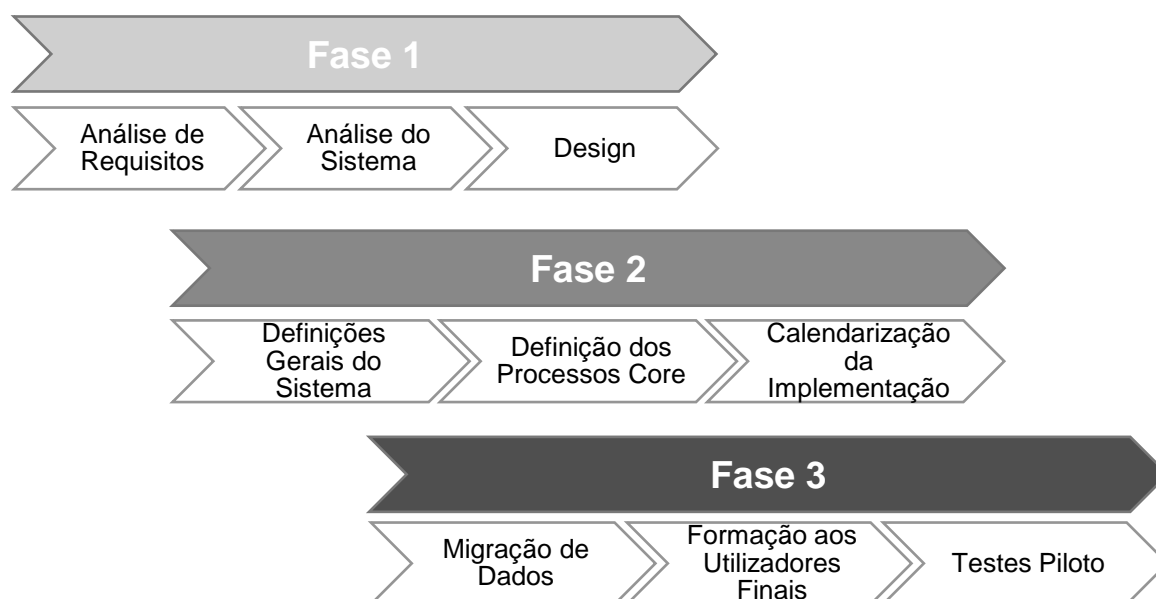 Fase 1
Análise de
Requisitos
Análise do
Sistema
Design
Fase 2
Definições
Gerais do
Sistema
Definição dos
Processos Core
Calendarização
da
Implementação
Fase 3
Migração de
Dados
Formação aos
Utilizadores
Finais
Testes Piloto